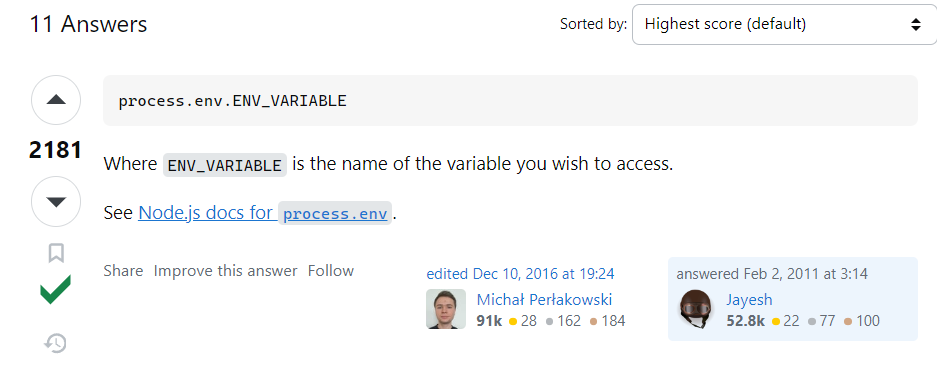 11 Answers
Sorted by: Highest score (default)
process.env.ENV_VARIABLE
2181
Where ENV_VARIABLE is the name of the variable you wish to access.
See Node.js docs for process.env.
Share Improve this answer Follow
edited Dec 10, 2016 at 19:24
Michał Perłakowski
91k 28 162 184
answered Feb 2, 2011 at 3:14
Jayesh
52.8k 22 77 100